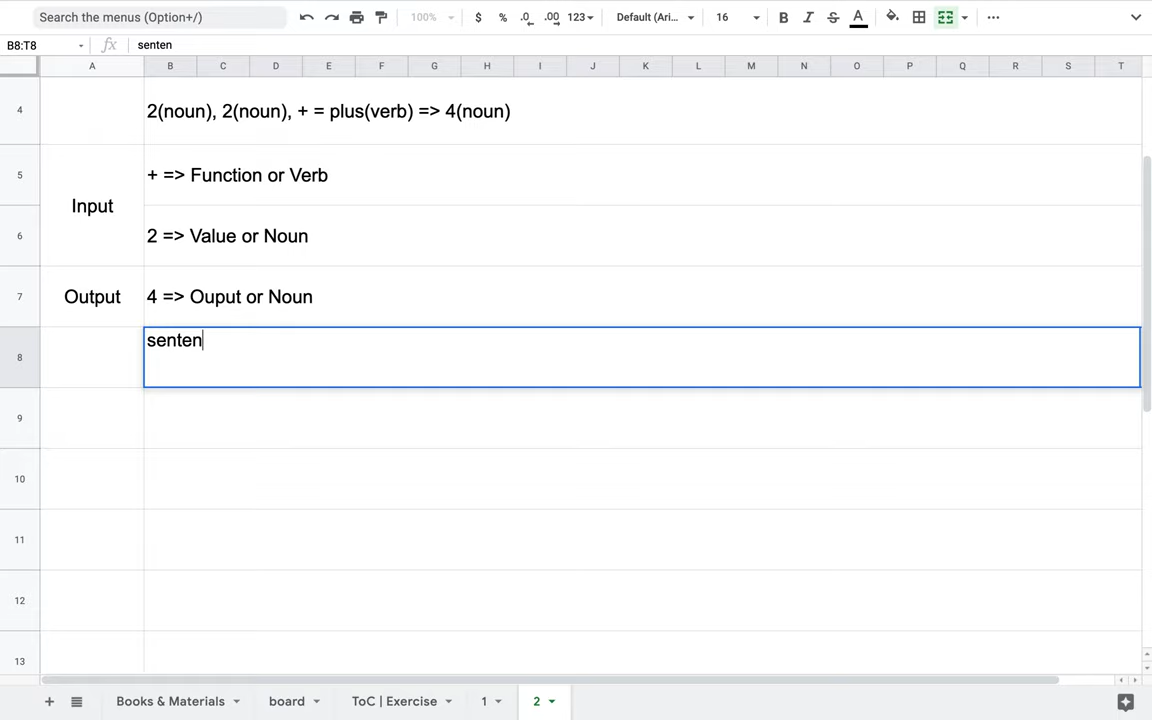 Search the menus (Option+/)
100%
$ % .0 .00 123
Default (Ari... 16 B I S A ...
B8:T8 fx senten
A B C D E F G H I J K L M N O P Q R S T
4 2(noun), 2(noun), + = plus(verb) => 4(noun)
5 + => Function or Verb
Input
6 2 => Value or Noun
7 Output 4 => Ouput or Noun
8 senten
9
10
11
12
13
+ Books & Materials board ToC | Exercise 1 2